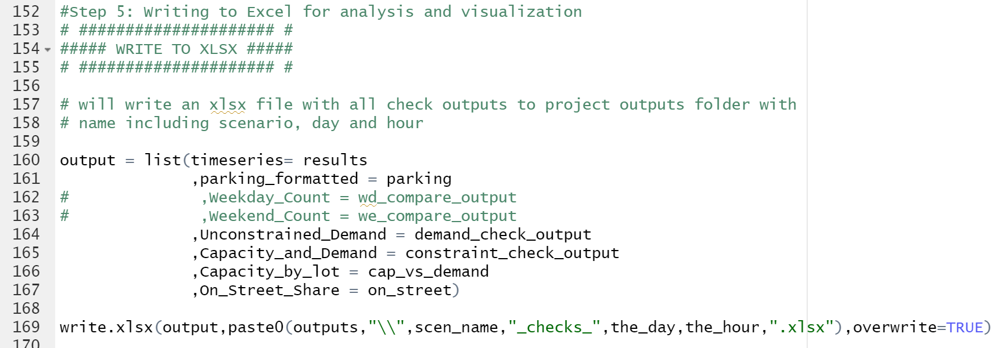 152 #Step 5: Writing to Excel for analysis and visualization
153 # ##################### #
154 ##### WRITE TO XLSX #####
155 # ##################### #
156
157 # will write an xlsx file with all check outputs to project outputs folder with
158 # name including scenario, day and hour
159
160 output = list(timeseries= results
161 ,parking_formatted = parking
162 # ,Weekday_Count = wd_compare_output
163 # ,Weekend_Count = we_compare_output
164 ,Unconstrained_Demand = demand_check_output
165 ,Capacity_and_Demand = constraint_check_output
166 ,Capacity_by_lot = cap_vs_demand
167 ,On_Street_Share = on_street)
168
169 write.xlsx(output,paste0(outputs,"\\",scen_name,"_checks_",the_day,the_hour,".xlsx"),overwrite=TRUE)
170